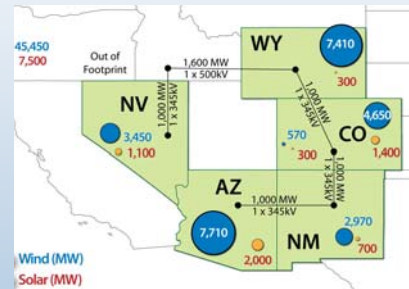 45,450
7,500
Out of
Footprint
WY
7,410
300
1,600 MW
1 x 500kV
1,000 MW
1 x 345kV
NV
1,000 MW
1 x 345kV
3,450
1,100
4,650
CO
570
300
1,400
1,000 MW
1 x 345kV
AZ
1,000 MW
1 x 345kV
7,710
2,000
NM
2,970
700
Wind (MW)
Solar (MW)